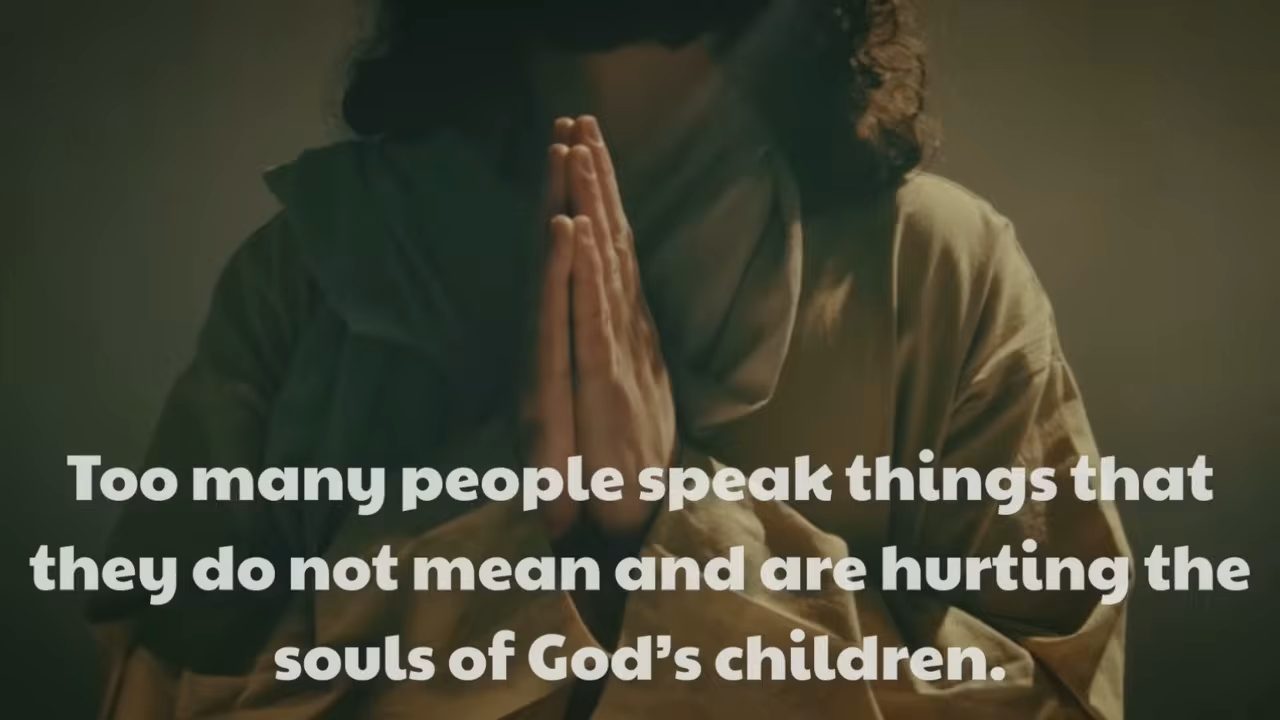 Too many people speak things that
they do not mean and are hurting the
souls of God’s children.